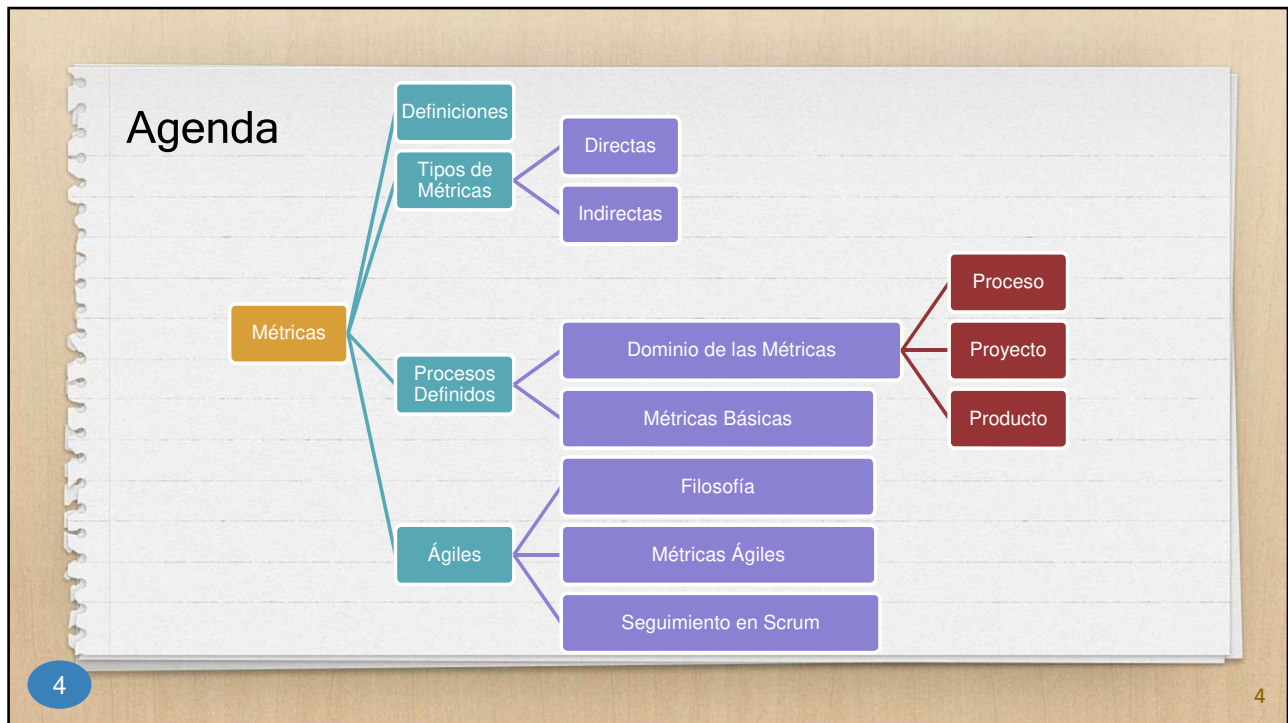 Agenda
Métricas
Definiciones
Tipos de
Métricas
Directas
Indirectas
Procesos
Definidos
Dominio de las Métricas
Proceso
Proyecto
Producto
Métricas Básicas
Ágiles
Filosofía
Métricas Ágiles
Seguimiento en Scrum
4
4